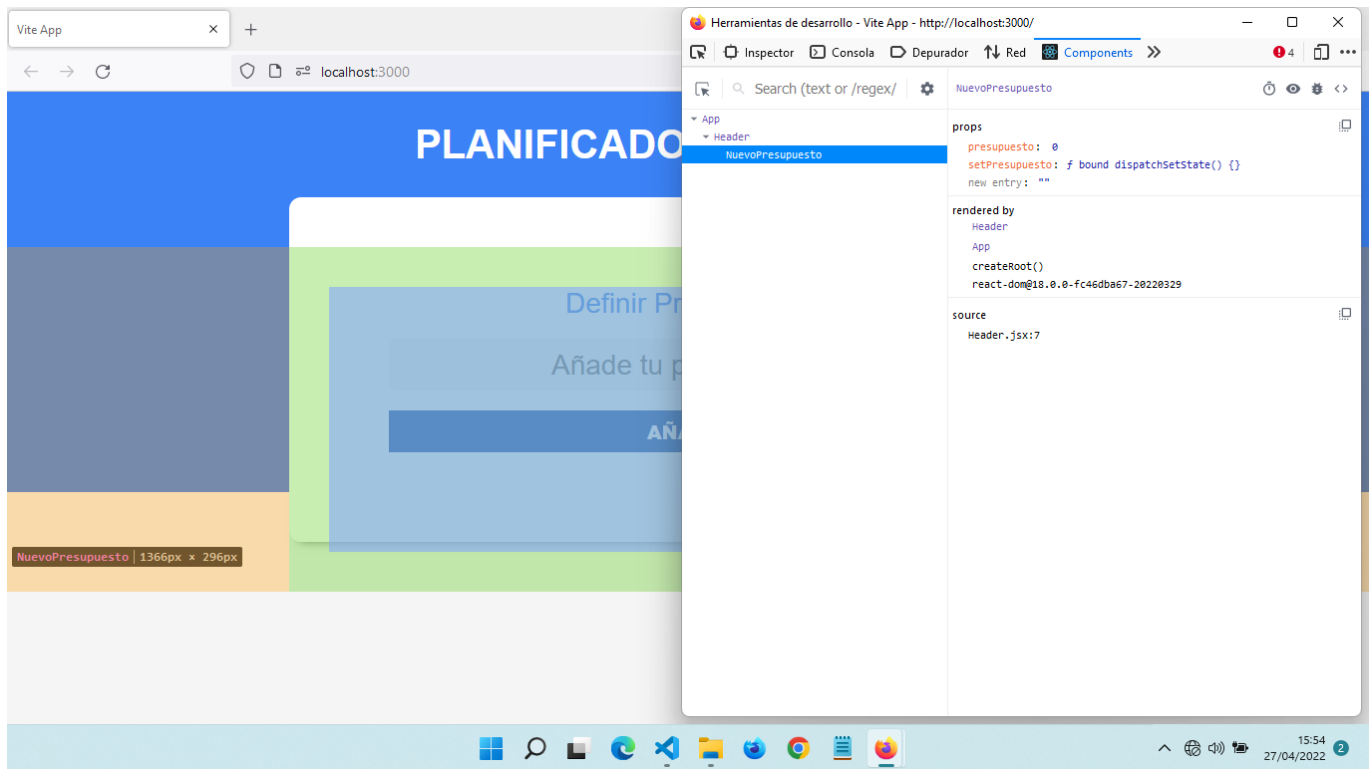 Vite App
localhost:3000
PLANIFICADO
Definir Pr
Añade tu p
AÑA
NuevoPresupuesto 1366px × 296px
Herramientas de desarrollo - Vite App - http://localhost:3000/
Inspector Consola Depurador Red Components 4
Search (text or /regex/
NuevoPresupuesto
App
Header
NuevoPresupuesto
props
presupuesto: 0
setPresupuesto: ƒ bound dispatchSetState() {}
new entry: ""
rendered by
Header
App
createRoot()
react-dom@18.0.0-fc46dba67-20220329
source
Header.jsx:7
15:54
27/04/2022
2